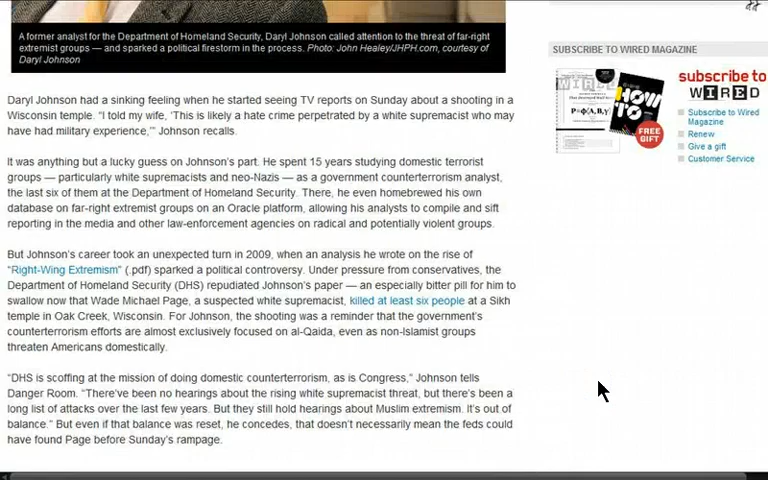 A former analyst for the Department of Homeland Security, Daryl Johnson called attention to the threat of far-right
extremist groups — and sparked a political firestorm in the process. Photo: John Healey/JHPH.com, courtesy of
Daryl Johnson
Daryl Johnson had a sinking feeling when he started seeing TV reports on Sunday about a shooting in a
Wisconsin temple. “I told my wife, ‘This is likely a hate crime perpetrated by a white supremacist who may
have had military experience,’” Johnson recalls.
It was anything but a lucky guess on Johnson’s part. He spent 15 years studying domestic terrorist
groups — particularly white supremacists and neo-Nazis — as a government counterterrorism analyst,
the last six of them at the Department of Homeland Security. There, he even homebrewed his own
database on far-right extremist groups on an Oracle platform, allowing his analysts to compile and sift
reporting in the media and other law-enforcement agencies on radical and potentially violent groups.
But Johnson’s career took an unexpected turn in 2009, when an analysis he wrote on the rise of
“Right-Wing Extremism” (.pdf) sparked a political controversy. Under pressure from conservatives, the
Department of Homeland Security (DHS) repudiated Johnson’s paper — an especially bitter pill for him to
swallow now that Wade Michael Page, a suspected white supremacist, killed at least six people at a Sikh
temple in Oak Creek, Wisconsin. For Johnson, the shooting was a reminder that the government’s
counterterrorism efforts are almost exclusively focused on al-Qaida, even as non-Islamist groups
threaten Americans domestically.
“DHS is scoffing at the mission of doing domestic counterterrorism, as is Congress,” Johnson tells
Danger Room. “There’ve been no hearings about the rising white supremacist threat, but there’s been a
long list of attacks over the last few years. But they still hold hearings about Muslim extremism. It’s out of
balance.” But even if that balance was reset, he concedes, that doesn’t necessarily mean the feds could
have found Page before Sunday’s rampage.
SUBSCRIBE TO WIRED MAGAZINE
WIRED
HOW
TO
P=φ(A,B,Γ)
FREE
GIFT
subscribe to
WIRED
Subscribe to Wired
Magazine
Renew
Give a gift
Customer Service